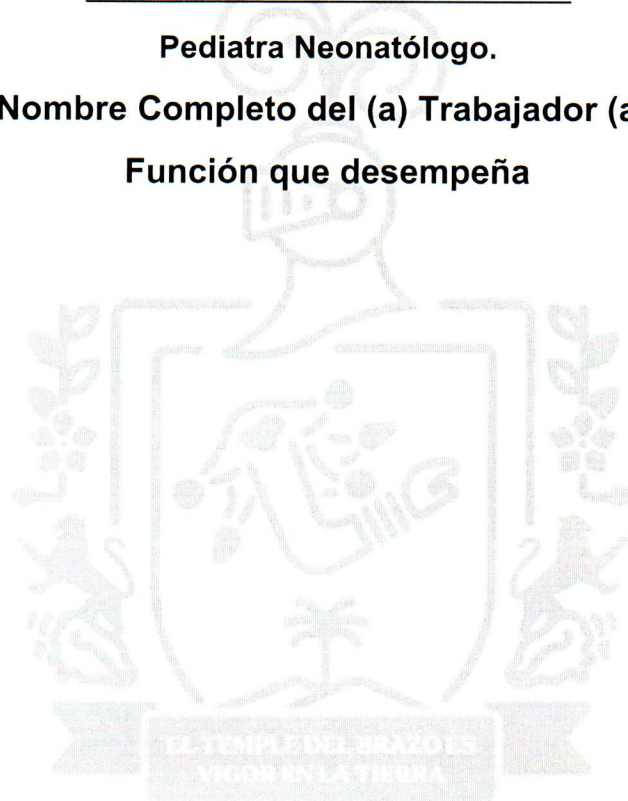 Pediatra Neonatólogo.
Nombre Completo del (a) Trabajador (a
Función que desempeña
EL TEMPLE DEL BRAZO ES
VIGOR EN LA TIERRA